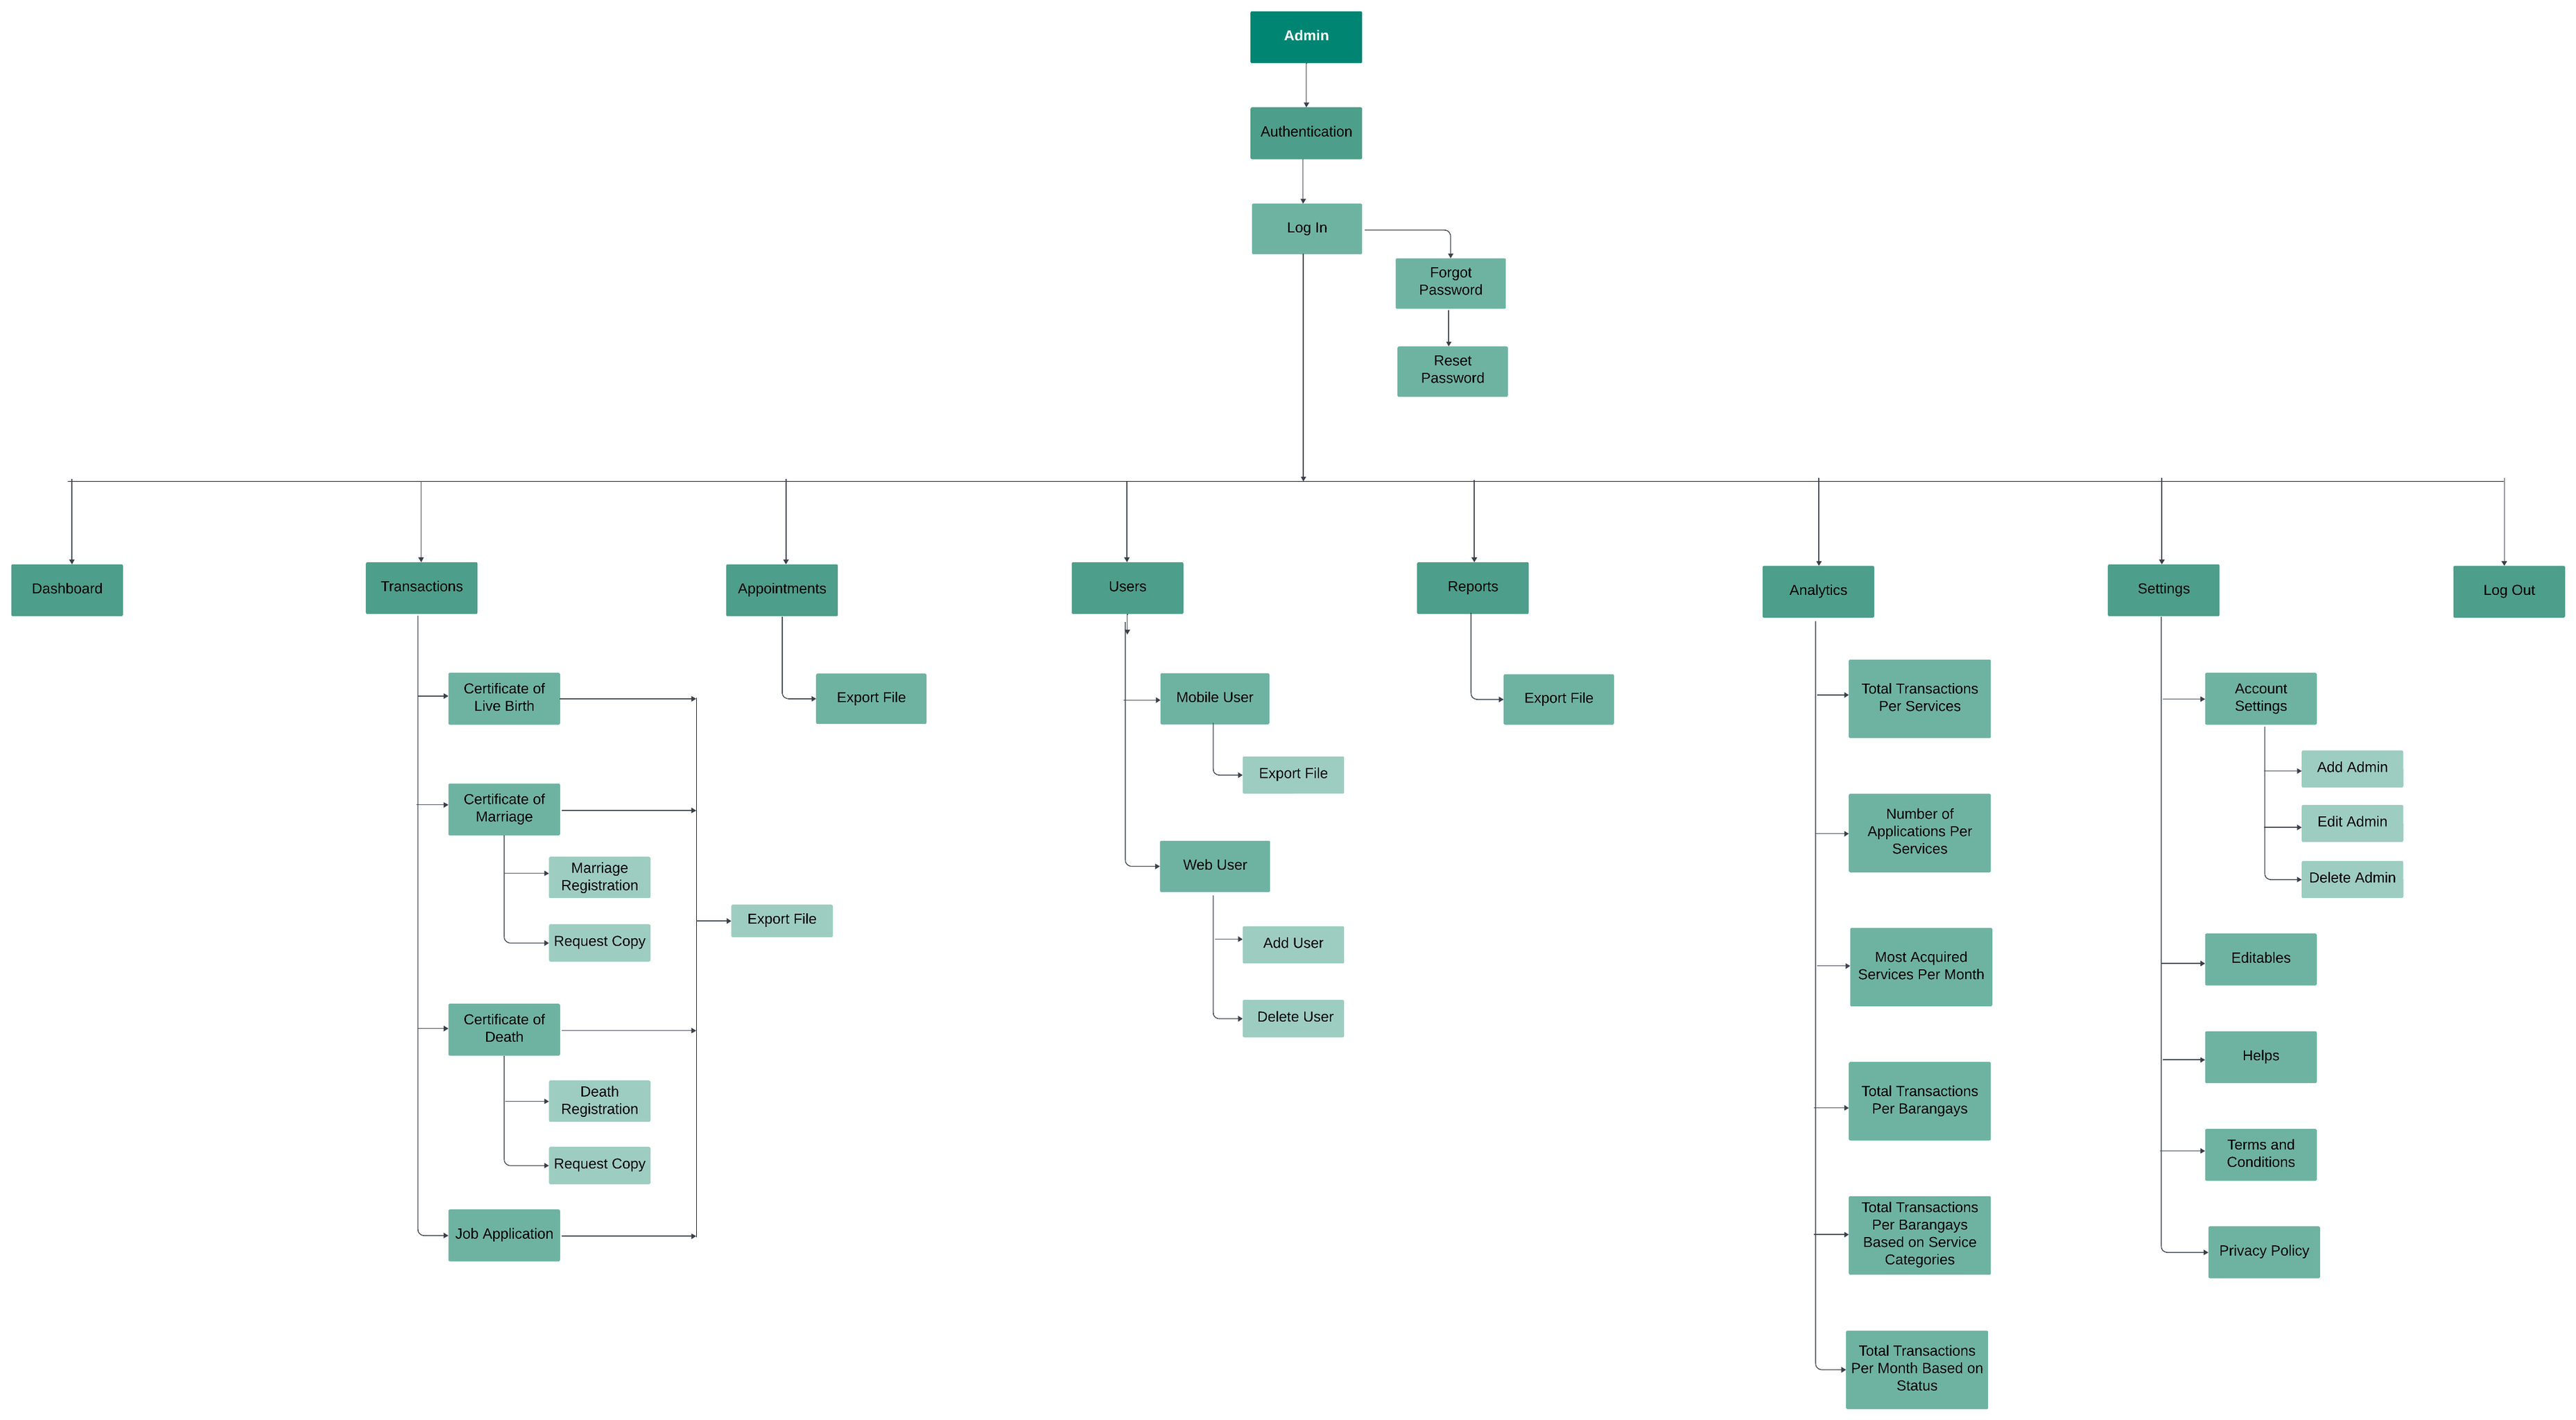 Admin
Authentication
Log In
Forgot
Password
Reset
Password
Dashboard
Transactions
Certificate of
Live Birth
Certificate of
Marriage
Marriage
Registration
Request Copy
Certificate of
Death
Death
Registration
Request Copy
Job Application
Export File
Appointments
Export File
Users
Mobile User
Export File
Web User
Add User
Delete User
Reports
Export File
Analytics
Total Transactions
Per Services
Number of
Applications Per
Services
Most Acquired
Services Per Month
Total Transactions
Per Barangays
Total Transactions
Per Barangays
Based on Service
Categories
Total Transactions
Per Month Based on
Status
Settings
Account
Settings
Add Admin
Edit Admin
Delete Admin
Editables
Helps
Terms and
Conditions
Privacy Policy
Log Out